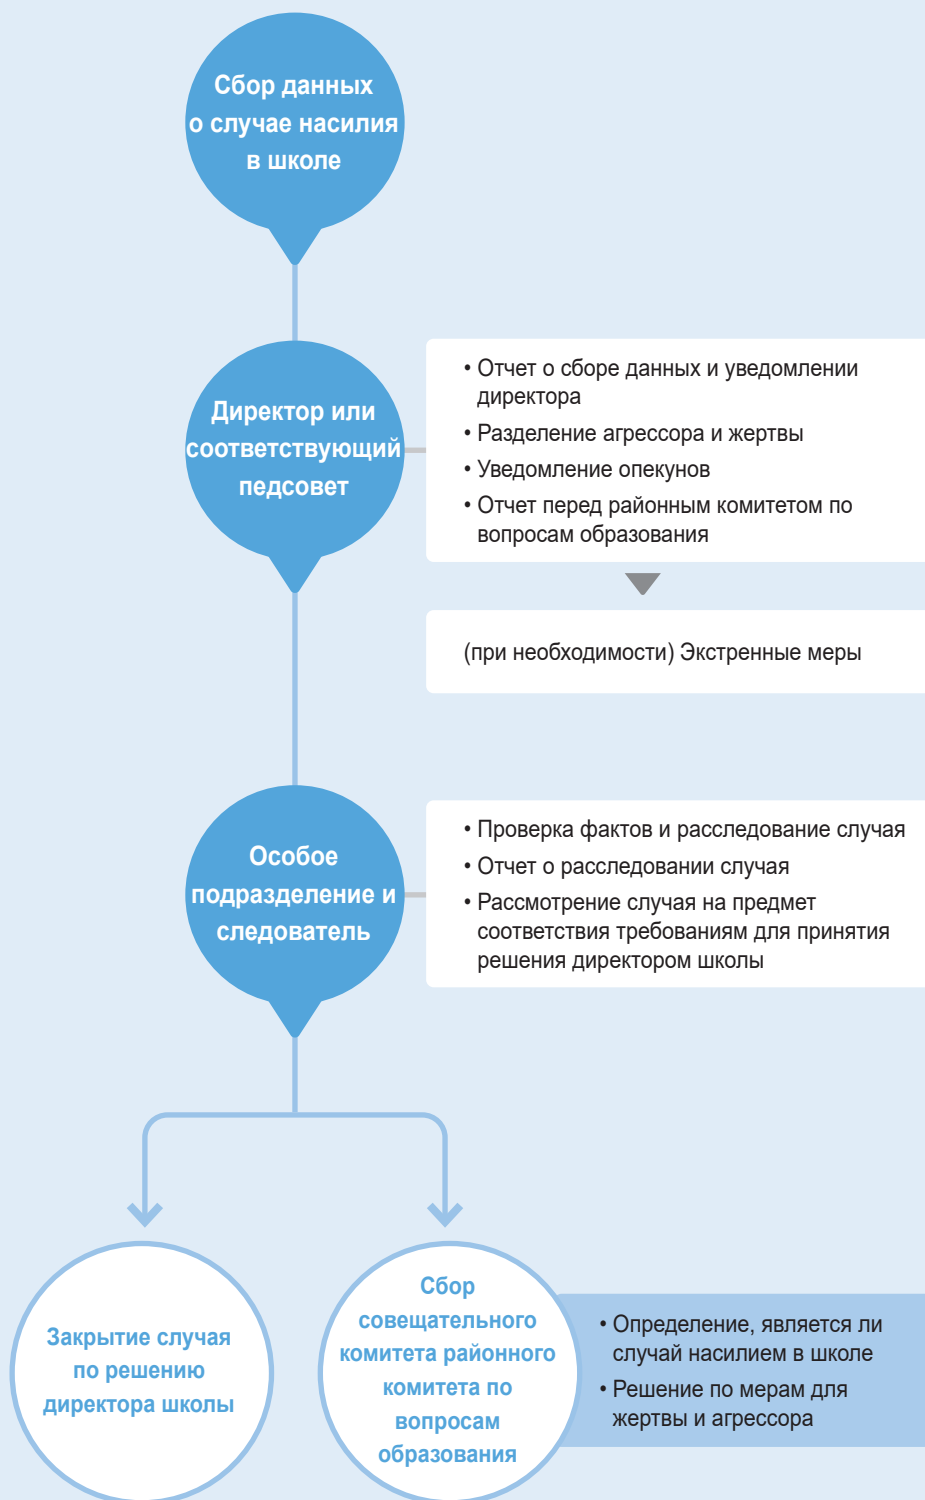 Сбор данных
о случае насилия
в школе
Директор или
соответствующий
педсовет
• Отчет о сборе данных и уведомлении
директора
• Разделение агрессора и жертвы
• Уведомление опекунов
• Отчет перед районным комитетом по
вопросам образования
(при необходимости) Экстренные меры
Особое
подразделение и
следователь
• Проверка фактов и расследование случая
• Отчет о расследовании случая
• Рассмотрение случая на предмет
соответствия требованиям для принятия
решения директором школы
Закрытие случая
по решению
директора школы
Сбор
совещательного
комитета районного
комитета по
вопросам
образования
• Определение, является ли
случай насилием в школе
• Решение по мерам для
жертвы и агрессора